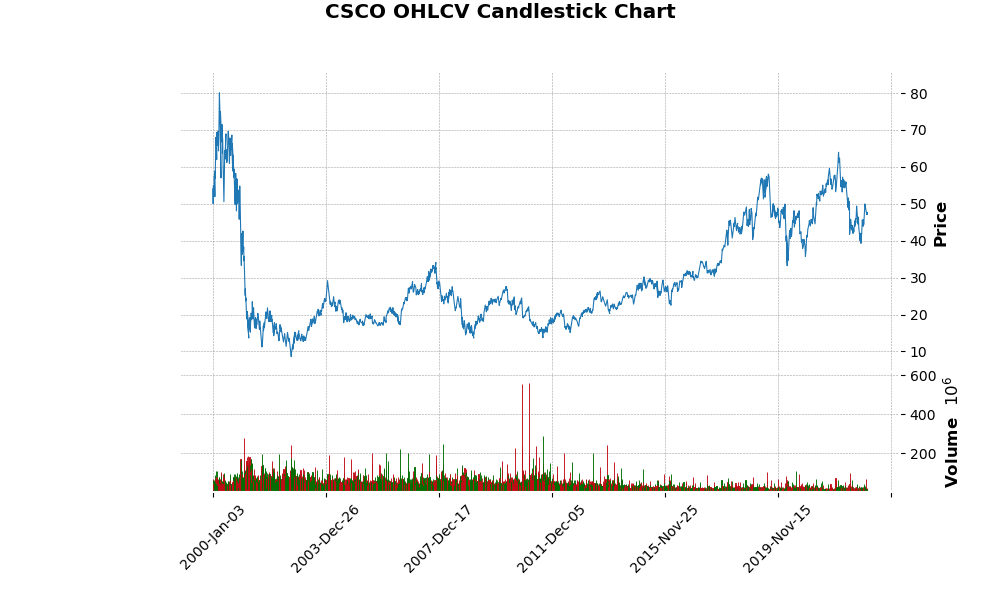 CSCO OHLCV Candlestick Chart
80
70
60
50
40
30
20
10
Price
600
400
200
Volume 10^6
2000-Jan-03
2003-Dec-26
2007-Dec-17
2011-Dec-05
2015-Nov-25
2019-Nov-15